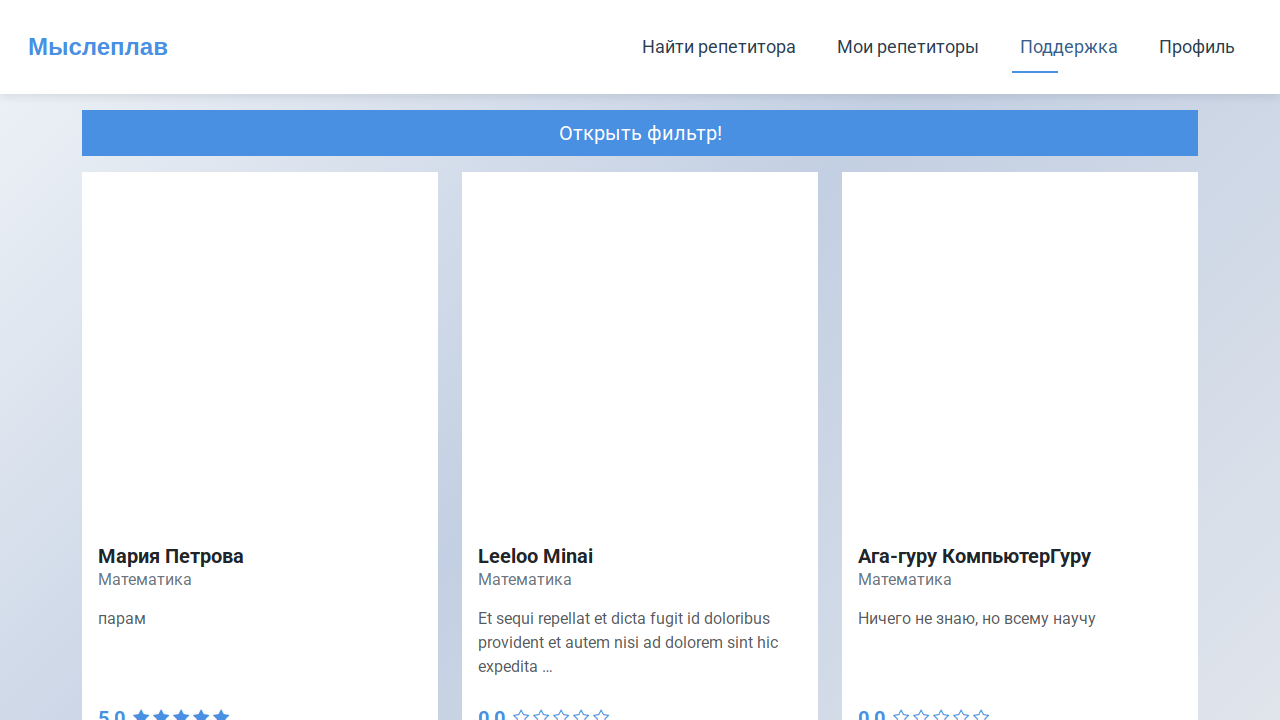 Мыслеплав
Найти репетитора
Мои репетиторы
Поддержка
Профиль
Открыть фильтр!
Мария Петрова
Математика
парам
5.0
Leeloo Minai
Математика
Et sequi repellat et dicta fugit id doloribus
provident et autem nisi ad dolorem sint hic
expedita ...
0.0
Ага-гуру КомпьютерГуру
Математика
Ничего не знаю, но всему научу
0.0